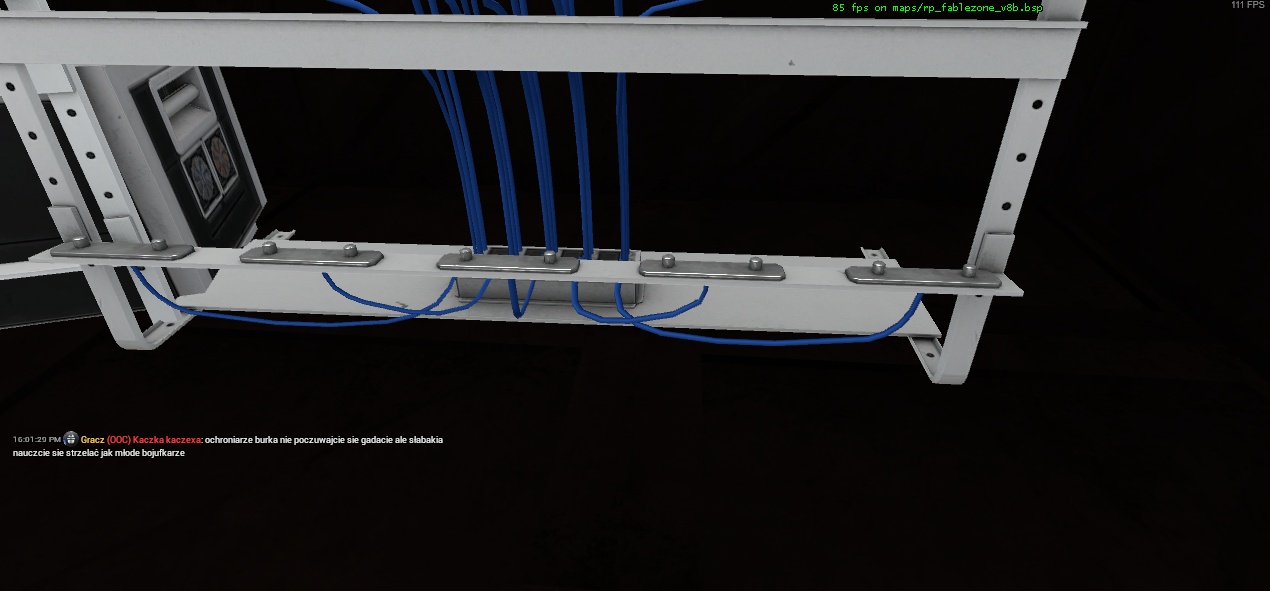 85 fps on maps/rp_fablezone_v8b.bsp
111 FPS
16:01:29 PM Gracz (OOC) Kaczka kaczexa: ochroniarze burka nie poczuwajcie sie gadacie ale słabakia
nauczcie sie strzelać jak młode bojufkarze